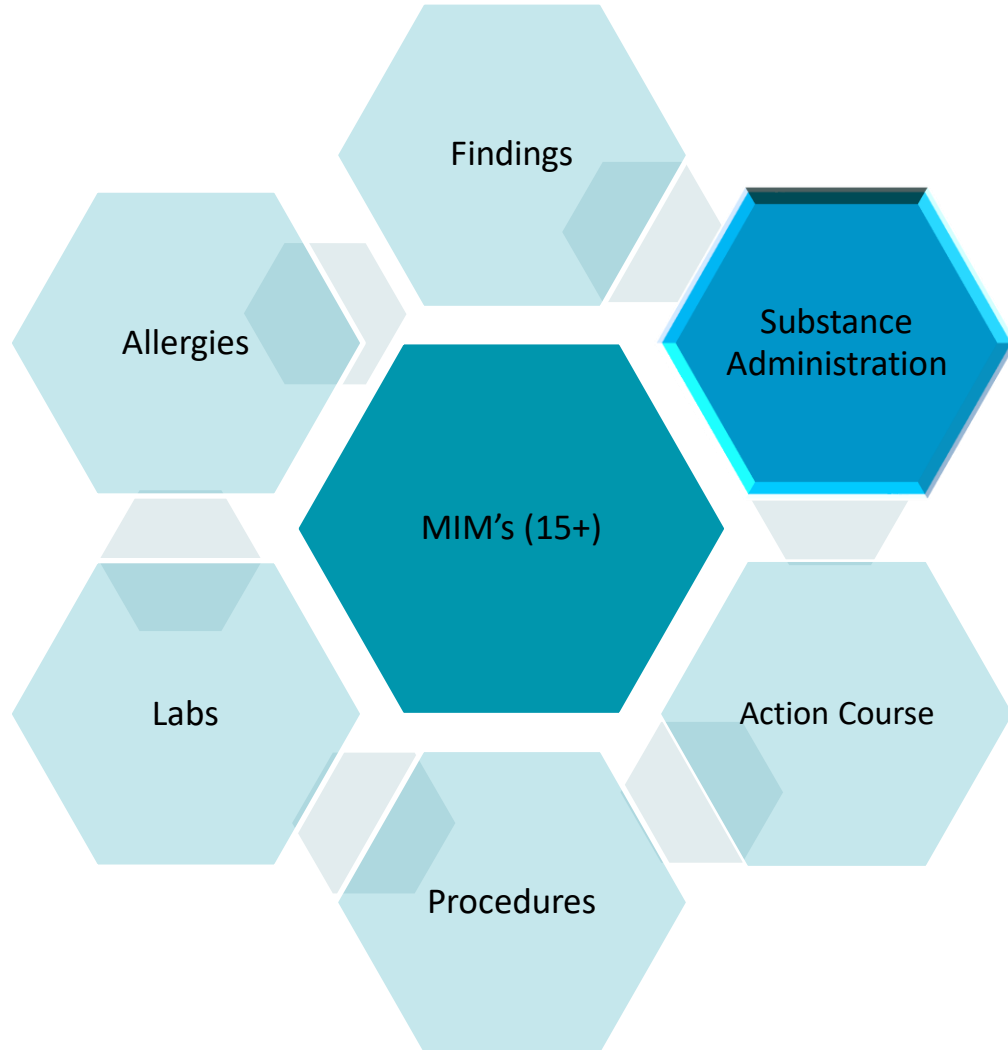 Findings
Substance
Administration
Allergies
MIM’s (15+)
Labs
Action Course
Procedures